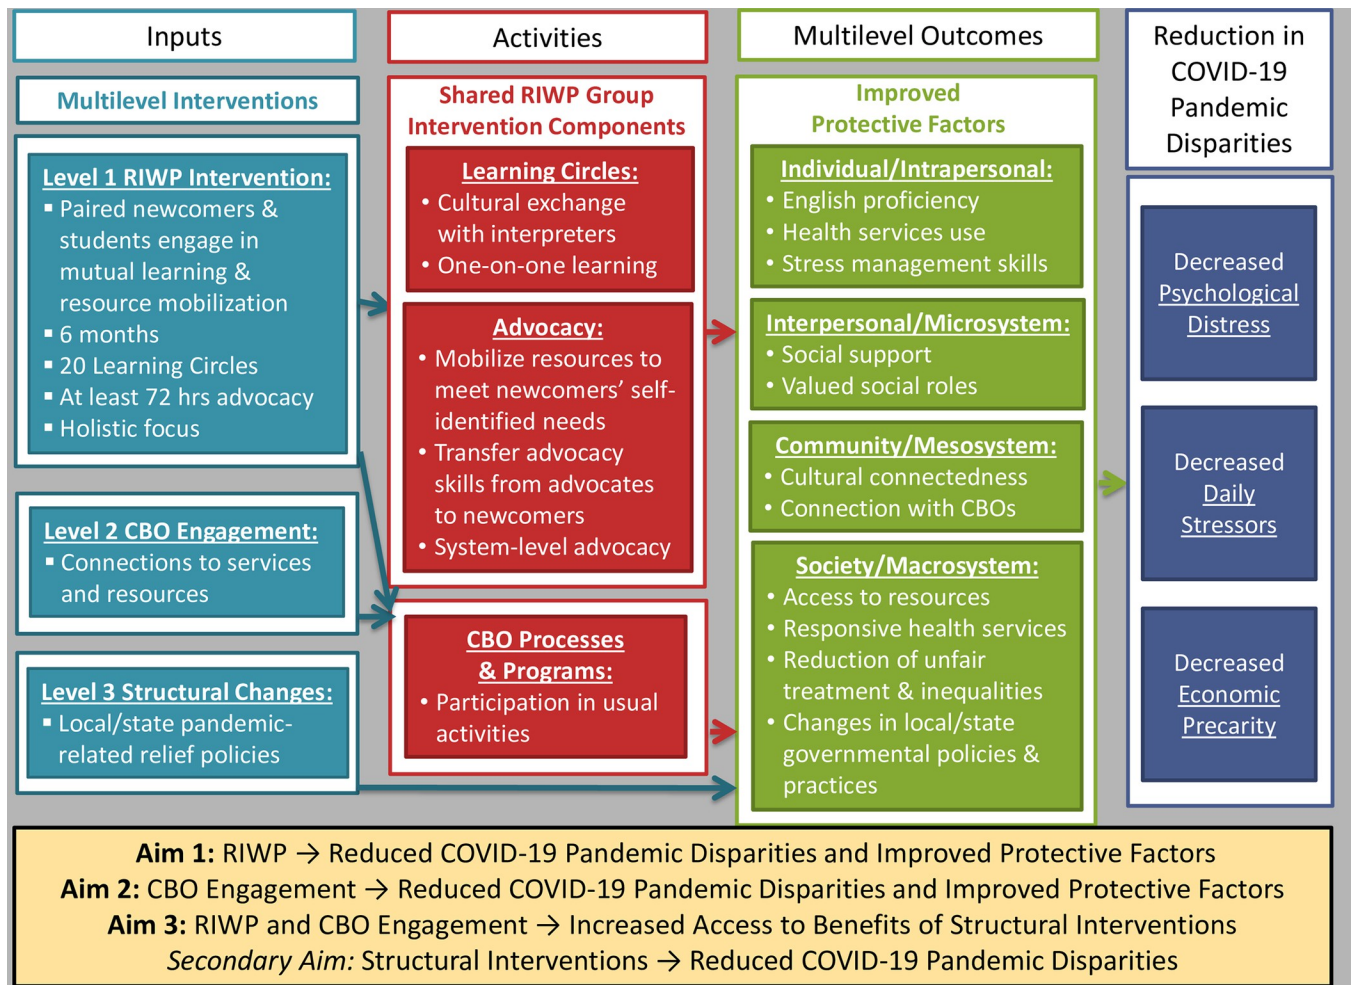 Inputs
Multilevel Interventions
Level 1 RIWP Intervention:
▪ Paired newcomers &
students engage in
mutual learning &
resource mobilization
▪ 6 months
▪ 20 Learning Circles
▪ At least 72 hrs advocacy
▪ Holistic focus
Level 2 CBO Engagement:
▪ Connections to services
and resources
Level 3 Structural Changes:
▪ Local/state pandemic-
related relief policies
Activities
Shared RIWP Group
Intervention Components
Learning Circles:
• Cultural exchange
with interpreters
• One-on-one learning
Advocacy:
• Mobilize resources to
meet newcomers’ self-
identified needs
• Transfer advocacy
skills from advocates
to newcomers
• System-level advocacy
CBO Processes
& Programs:
• Participation in usual
activities
Multilevel Outcomes
Improved
Protective Factors
Individual/Intrapersonal:
• English proficiency
• Health services use
• Stress management skills
Interpersonal/Microsystem:
• Social support
• Valued social roles
Community/Mesosystem:
• Cultural connectedness
• Connection with CBOs
Society/Macrosystem:
• Access to resources
• Responsive health services
• Reduction of unfair
treatment & inequalities
• Changes in local/state
governmental policies &
practices
Reduction in
COVID-19
Pandemic
Disparities
Decreased
Psychological
Distress
Decreased
Daily
Stressors
Decreased
Economic
Precarity
Aim 1: RIWP → Reduced COVID-19 Pandemic Disparities and Improved Protective Factors
Aim 2: CBO Engagement → Reduced COVID-19 Pandemic Disparities and Improved Protective Factors
Aim 3: RIWP and CBO Engagement → Increased Access to Benefits of Structural Interventions
Secondary Aim: Structural Interventions → Reduced COVID-19 Pandemic Disparities